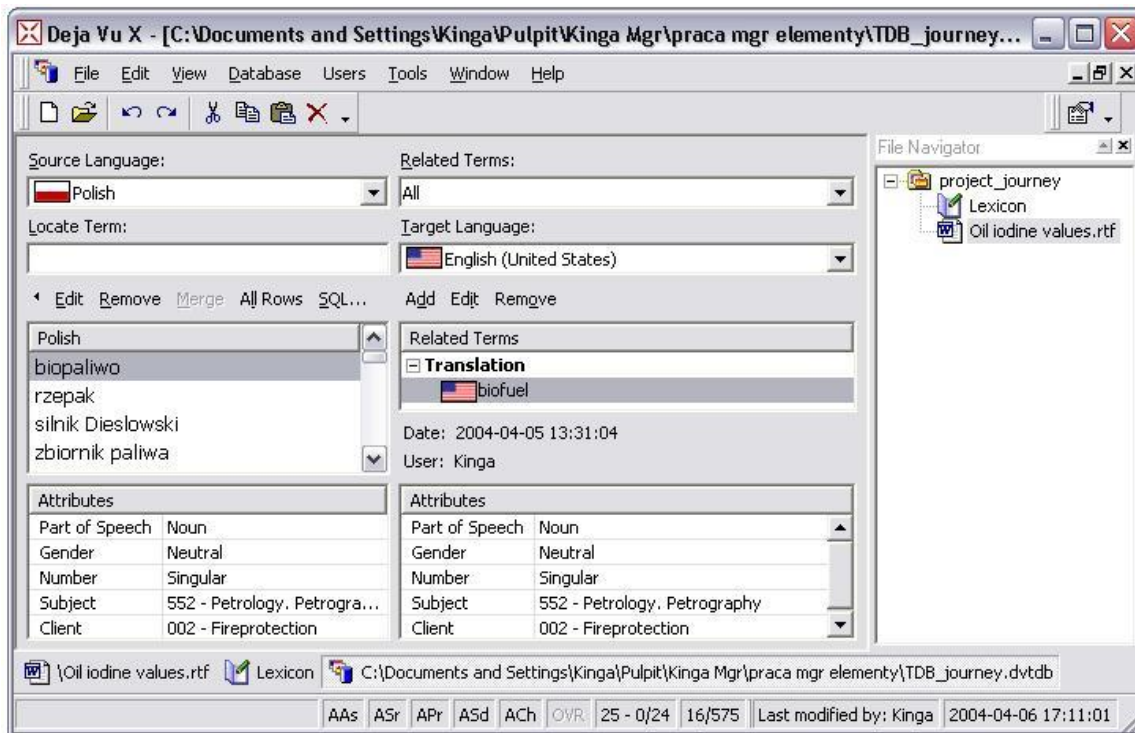 Deja Vu X - [C:\Documents and Settings\Kinga\Pulpit\Kinga Mgr\praca mgr elementy\TDB_journey...
File Edit View Database Users Tools Window Help
Source Language:
Polish
Related Terms:
All
Locate Term:
Target Language:
English (United States)
Edit Remove Merge All Rows SQL...
Add Edit Remove
Polish
biopaliwo
rzepak
silnik Dieslowski
zbiornik paliwa
Related Terms
Translation
biofuel
Date: 2004-04-05 13:31:04
User: Kinga
Attributes
Part of Speech Noun
Gender Neutral
Number Singular
Subject 552 - Petrology. Petrogra...
Client 002 - Fireprotection
Attributes
Part of Speech Noun
Gender Neutral
Number Singular
Subject 552 - Petrology. Petrography
Client 002 - Fireprotection
File Navigator
project_journey
Lexicon
Oil iodine values.rtf
\Oil iodine values.rtf Lexicon C:\Documents and Settings\Kinga\Pulpit\Kinga Mgr\praca mgr elementy\TDB_journey.dvtdb
AAs ASr APr ASd ACh OVR 25 - 0/24 16/575 Last modified by: Kinga 2004-04-06 17:11:01